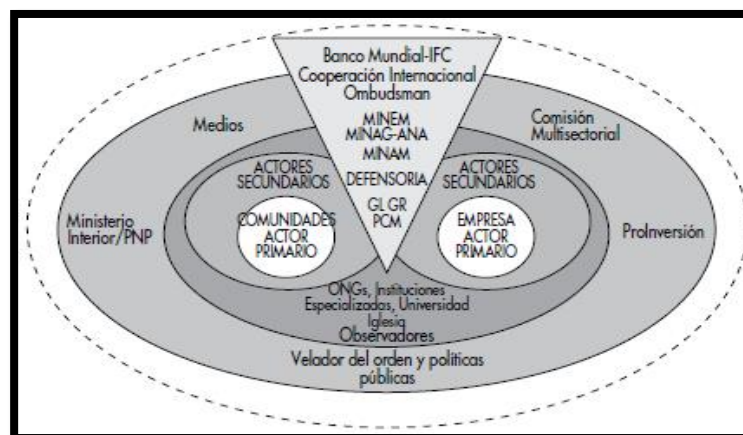 Banco Mundial-IFC
Cooperación Internacional
Ombudsman
MINEM
MINAG-ANA
MINAM
DEFENSORIA
GL GR
PCM
Medios
Comisión
Multisectorial
ACTORES
SECUNDARIOS
ACTORES
SECUNDARIOS
Ministerio
Interior/PNP
COMUNIDADES
ACTOR
PRIMARIO
EMPRESA
ACTOR
PRIMARIO
ProInversión
ONGs, Instituciones
Especializadas, Universidad
Iglesia
Observadores
Velador del orden y políticas
públicas